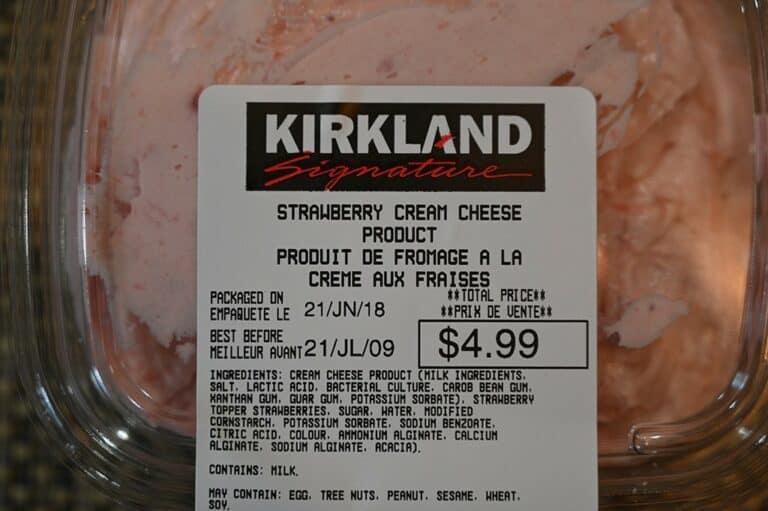 KIRKLAND
Signature
STRAWBERRY CREAM CHEESE
PRODUCT
PRODUIT DE FROMAGE A LA
CREME AUX FRAISES
PACKAGED ON
EMPAQUETE LE 21/JN/18
**TOTAL PRICE**
**PRIX DE VENTE**
BEST BEFORE
MEILLEUR AVANT 21/JL/09
$4.99
INGREDIENTS: CREAM CHEESE PRODUCT (MILK INGREDIENTS,
SALT, LACTIC ACID, BACTERIAL CULTURE, CAROB BEAN GUM,
XANTHAN GUM, GUAR GUM, POTASSIUM SORBATE), STRAWBERRY
TOPPER STRAWBERRIES, SUGAR, WATER, MODIFIED
CORNSTARCH, POTASSIUM SORBATE, SODIUM BENZOATE,
CITRIC ACID, COLOUR, AMMONIUM ALGINATE, CALCIUM
ALGINATE, SODIUM ALGINATE, ACACIA).
CONTAINS: MILK.
MAY CONTAIN: EGG, TREE NUTS, PEANUT, SESAME, WHEAT,
SOY.